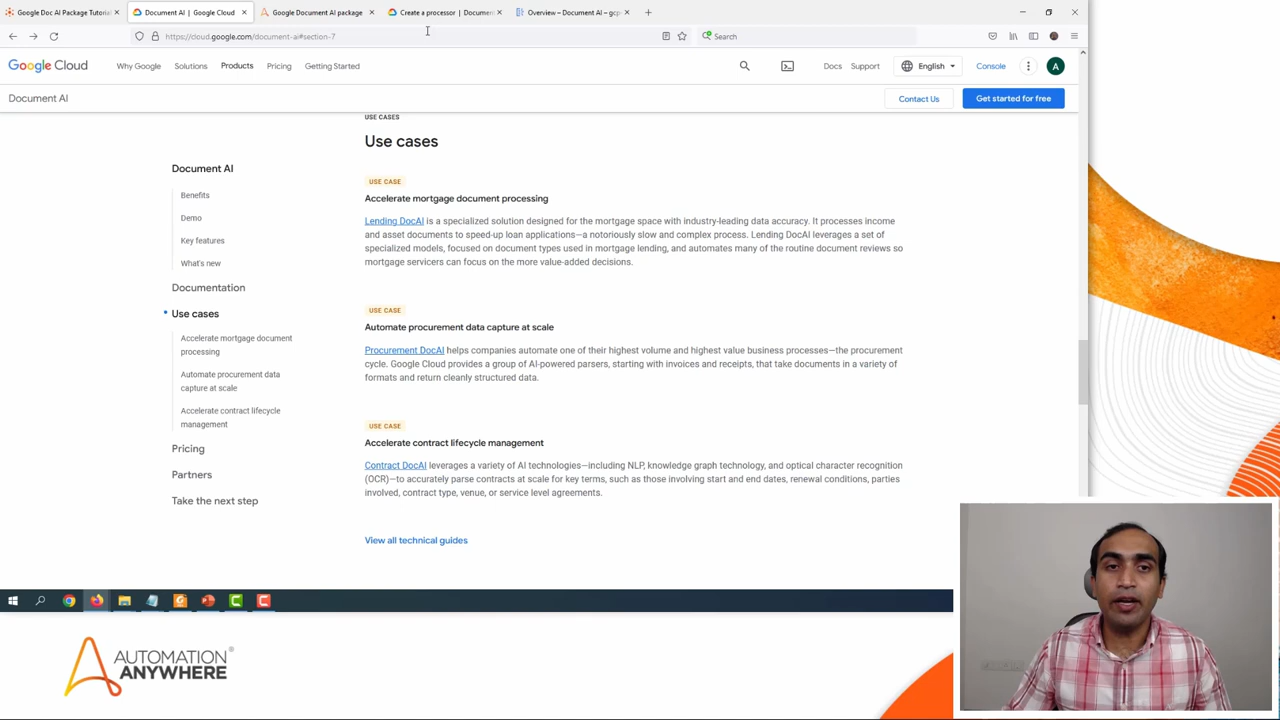 Google Doc AI Package Tutoria
Document AI | Google Cloud
Google Document AI package
Create a processor | Documen
Overview – Document AI – gcp
https://cloud.google.com/document-ai#section-7
Search
Google Cloud
Why Google
Solutions
Products
Pricing
Getting Started
Docs
Support
English
Console
A
Document AI
Contact Us
Get started for free
Document AI
Benefits
Demo
Key features
What's new
Documentation
Use cases
Accelerate mortgage document
processing
Automate procurement data
capture at scale
Accelerate contract lifecycle
management
Pricing
Partners
Take the next step
USE CASES
Use cases
USE CASE
Accelerate mortgage document processing
Lending DocAI is a specialized solution designed for the mortgage space with industry-leading data accuracy. It processes income
and asset documents to speed-up loan applications—a notoriously slow and complex process. Lending DocAI leverages a set of
specialized models, focused on document types used in mortgage lending, and automates many of the routine document reviews so
mortgage servicers can focus on the more value-added decisions.
USE CASE
Automate procurement data capture at scale
Procurement DocAI helps companies automate one of their highest volume and highest value business processes—the procurement
cycle. Google Cloud provides a group of AI-powered parsers, starting with invoices and receipts, that take documents in a variety of
formats and return cleanly structured data.
USE CASE
Accelerate contract lifecycle management
Contract DocAI leverages a variety of AI technologies—including NLP, knowledge graph technology, and optical character recognition
(OCR)—to accurately parse contracts at scale for key terms, such as those involving start and end dates, renewal conditions, parties
involved, contract type, venue, or service level agreements.
View all technical guides
AUTOMATION
ANYWHERE